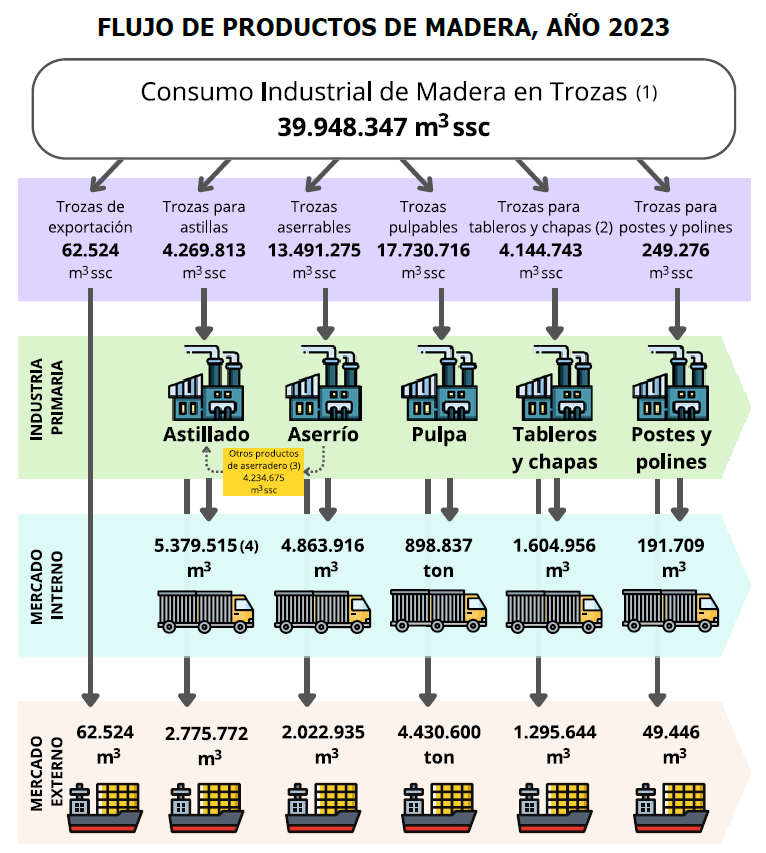 FLUJO DE PRODUCTOS DE MADERA, AÑO 2023
Consumo Industrial de Madera en Trozas (1)
39.948.347 m³ ssc
Trozas de
exportación
62.524
m³ ssc
Trozas para
astillas
4.269.813
m³ ssc
Trozas
aserrables
13.491.275
m³ ssc
Trozas
pulpables
17.730.716
m³ ssc
Trozas para
tableros y chapas (2)
4.144.743
m³ ssc
Trozas para
postes y polines
249.276
m³ ssc
INDUSTRIA
PRIMARIA
Astillado
Aserrío
Pulpa
Tableros
y chapas
Postes y
polines
Otros productos
de aserradero (3)
4.234.675
m³ ssc
MERCADO
INTERNO
5.379.515 (4)
m³
4.863.916
m³
898.837
ton
1.604.956
m³
191.709
m³
MERCADO
EXTERNO
62.524
m³
2.775.772
m³
2.022.935
m³
4.430.600
ton
1.295.644
m³
49.446
m³